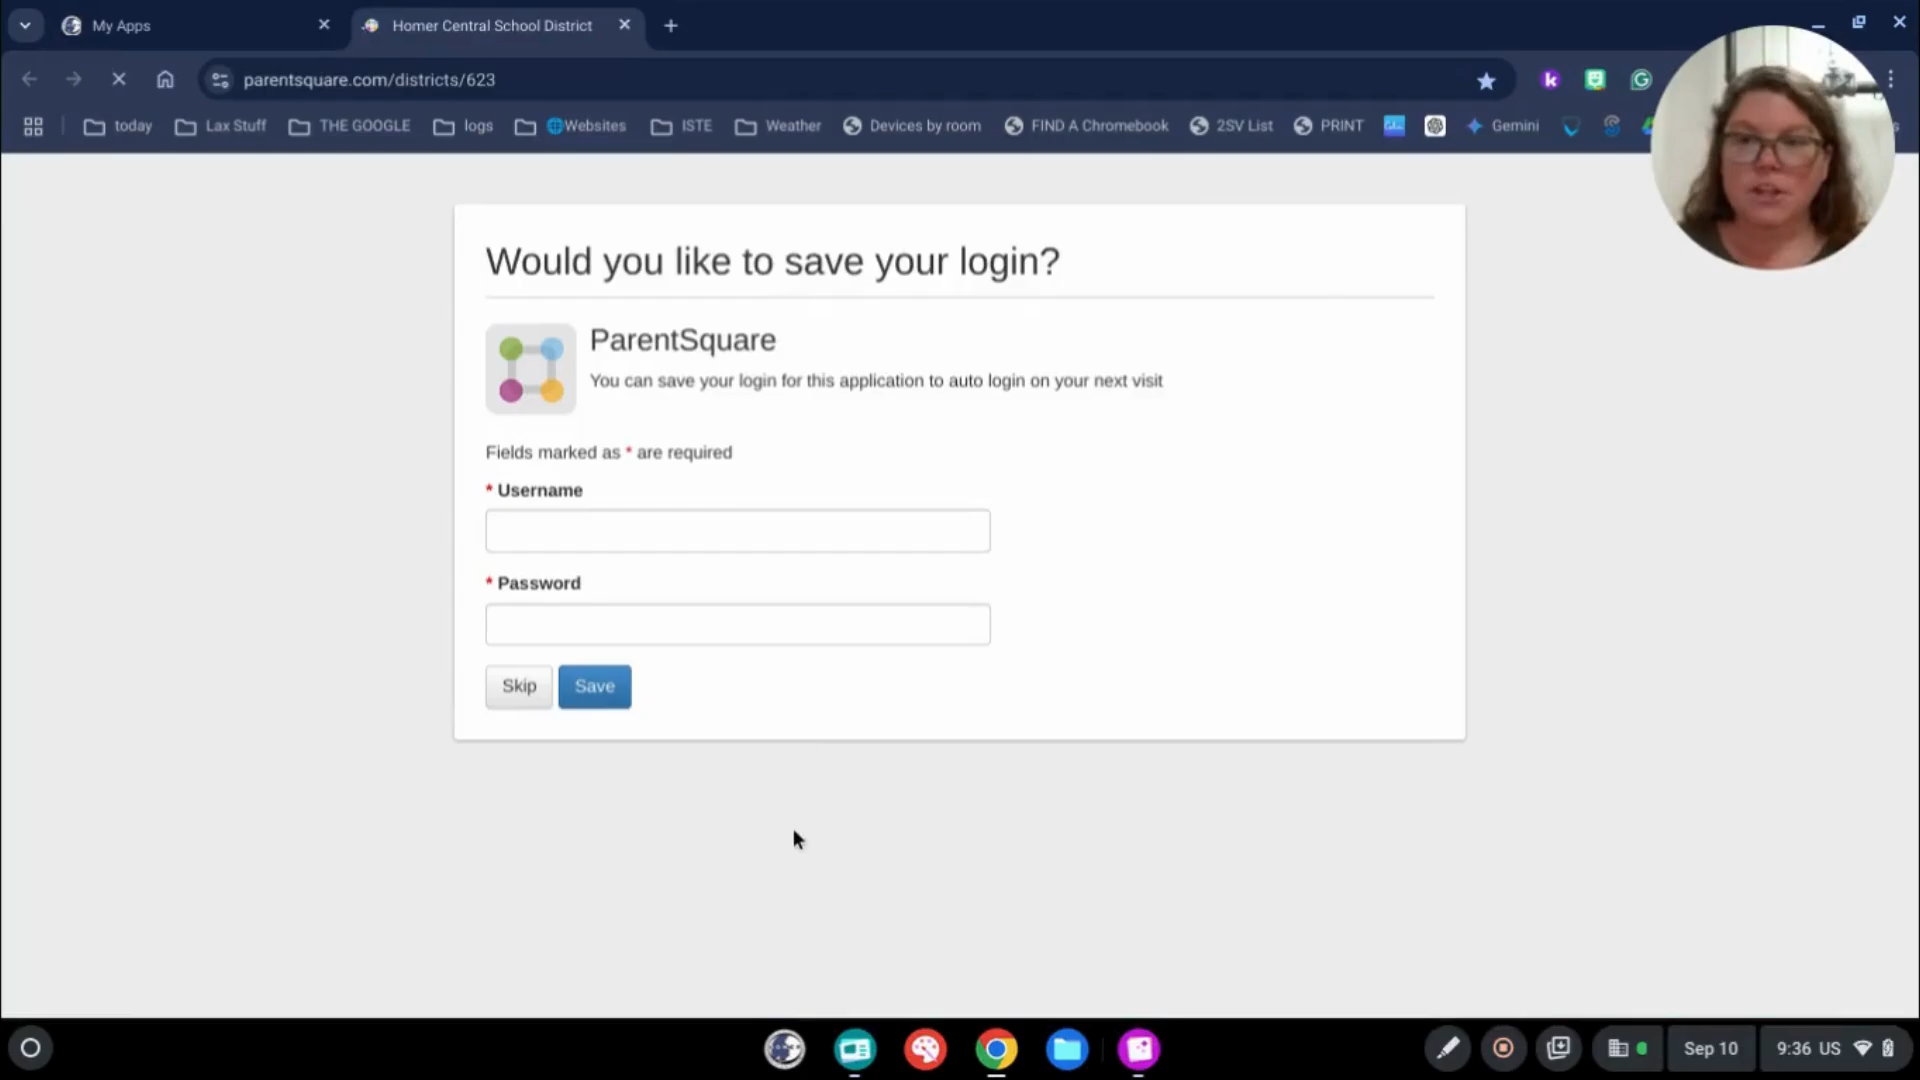 My Apps
Homer Central School District
parentsquare.com/districts/623
today
Lax Stuff
THE GOOGLE
logs
Websites
ISTE
Weather
Devices by room
FIND A Chromebook
2SV List
PRINT
Gemini
Would you like to save your login?
ParentSquare
You can save your login for this application to auto login on your next visit
Fields marked as * are required
* Username
* Password
Skip
Save
Sep 10
9:36 US